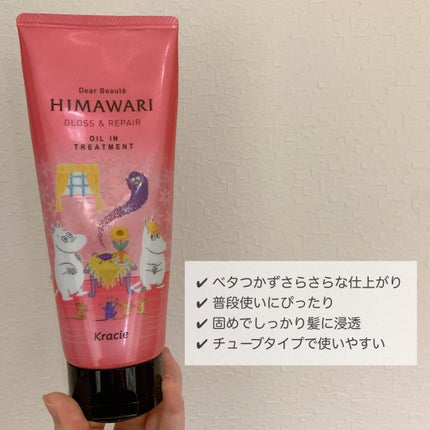 Dear Beauté
HIMAWARI
GLOSS & REPAIR
OIL IN
TREATMENT
Kracie
✔ ベタつかずさらさらな仕上がり
✔ 普段使いにぴったり
✔ 固めでしっかり髪に浸透
✔ チューブタイプで使いやすい